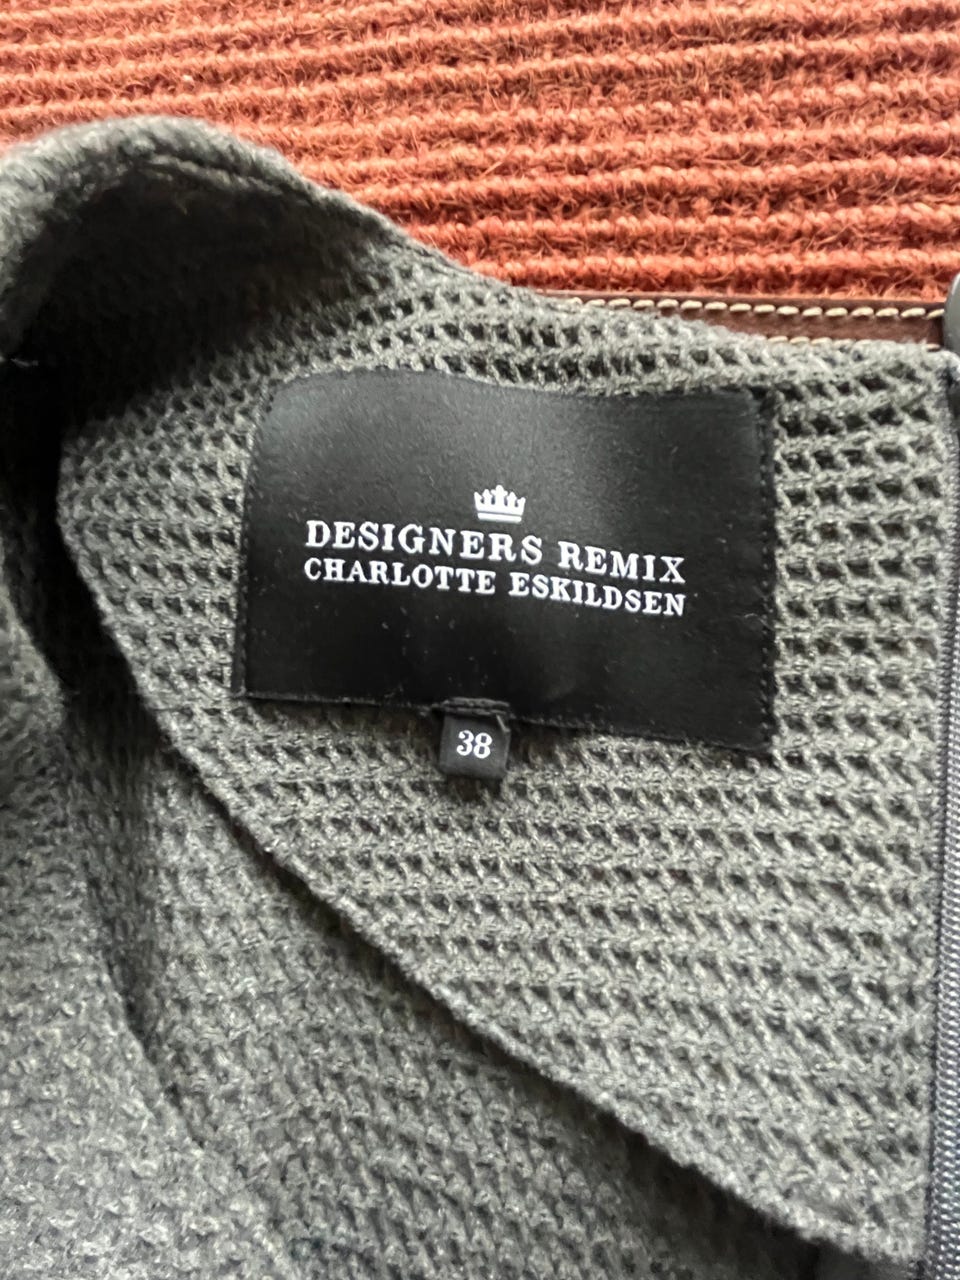 DESIGNERS REMIX
CHARLOTTE ESKILDSEN
38